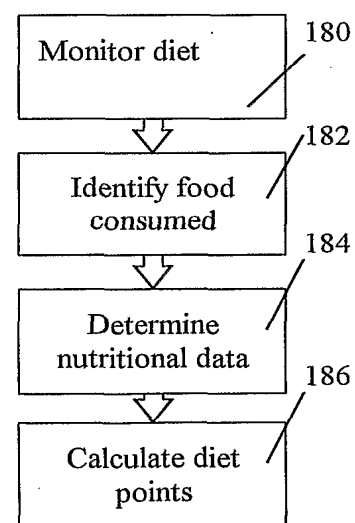 180
Monitor diet
182
Identify food
consumed
184
Determine
nutritional data
186
Calculate diet
points